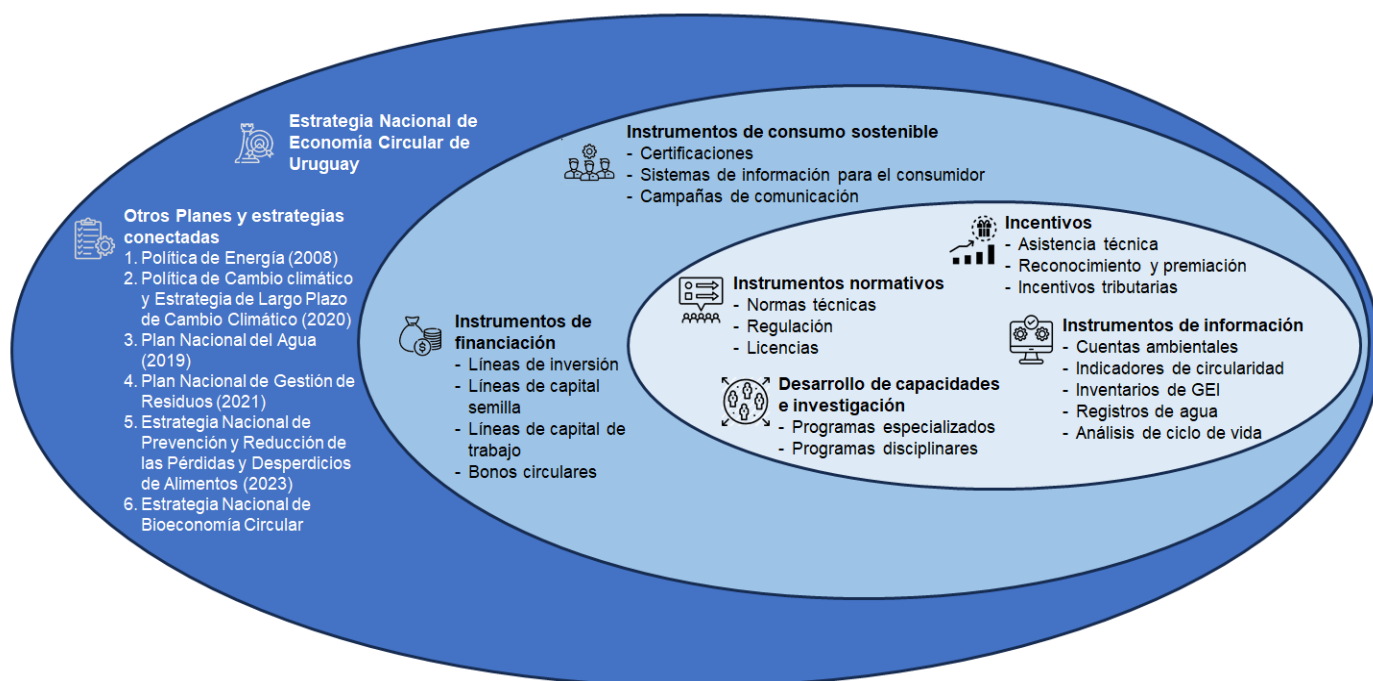 Estrategia Nacional de
Economía Circular de
Uruguay
Otros Planes y estrategias
conectadas
1. Política de Energía (2008)
2. Política de Cambio climático
y Estrategia de Largo Plazo
de Cambio Climático (2020)
3. Plan Nacional del Agua
(2019)
4. Plan Nacional de Gestión de
Residuos (2021)
5. Estrategia Nacional de
Prevención y Reducción de
las Pérdidas y Desperdicios
de Alimentos (2023)
6. Estrategia Nacional de
Bioeconomía Circular
Instrumentos de consumo sostenible
- Certificaciones
- Sistemas de información para el consumidor
- Campañas de comunicación
Instrumentos de
financiación
- Líneas de inversión
- Líneas de capital
semilla
- Líneas de capital de
trabajo
- Bonos circulares
Incentivos
- Asistencia técnica
- Reconocimiento y premiación
- Incentivos tributarias
Instrumentos normativos
- Normas técnicas
- Regulación
- Licencias
Instrumentos de información
- Cuentas ambientales
- Indicadores de circularidad
- Inventarios de GEI
- Registros de agua
- Análisis de ciclo de vida
Desarrollo de capacidades
e investigación
- Programas especializados
- Programas disciplinares